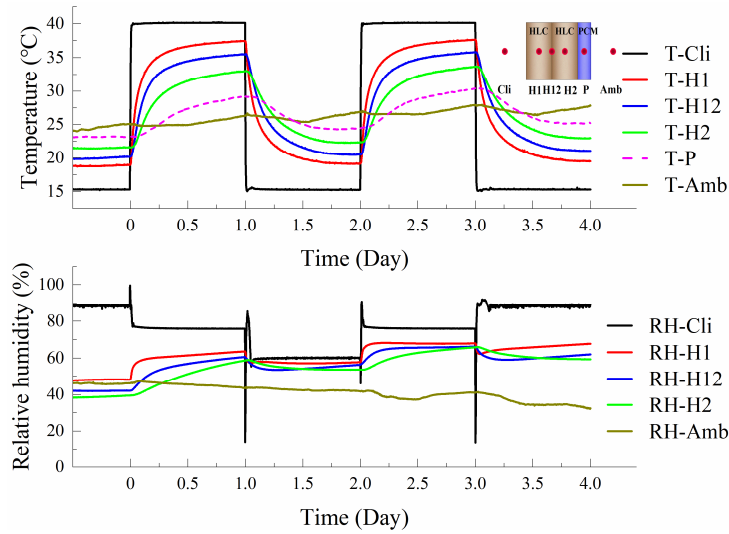 40
35
30
25
20
15
Temperature (°C)
HLC HLC PCM
Cli H1 H12 H2 P Amb
0 0.5 1.0 1.5 2.0 2.5 3.0 3.5 4.0
Time (Day)
T-Cli
T-H1
T-H12
T-H2
T-P
T-Amb
100
80
60
40
20
0
Relative humidity (%)
0 0.5 1.0 1.5 2.0 2.5 3.0 3.5 4.0
Time (Day)
RH-Cli
RH-H1
RH-H12
RH-H2
RH-Amb